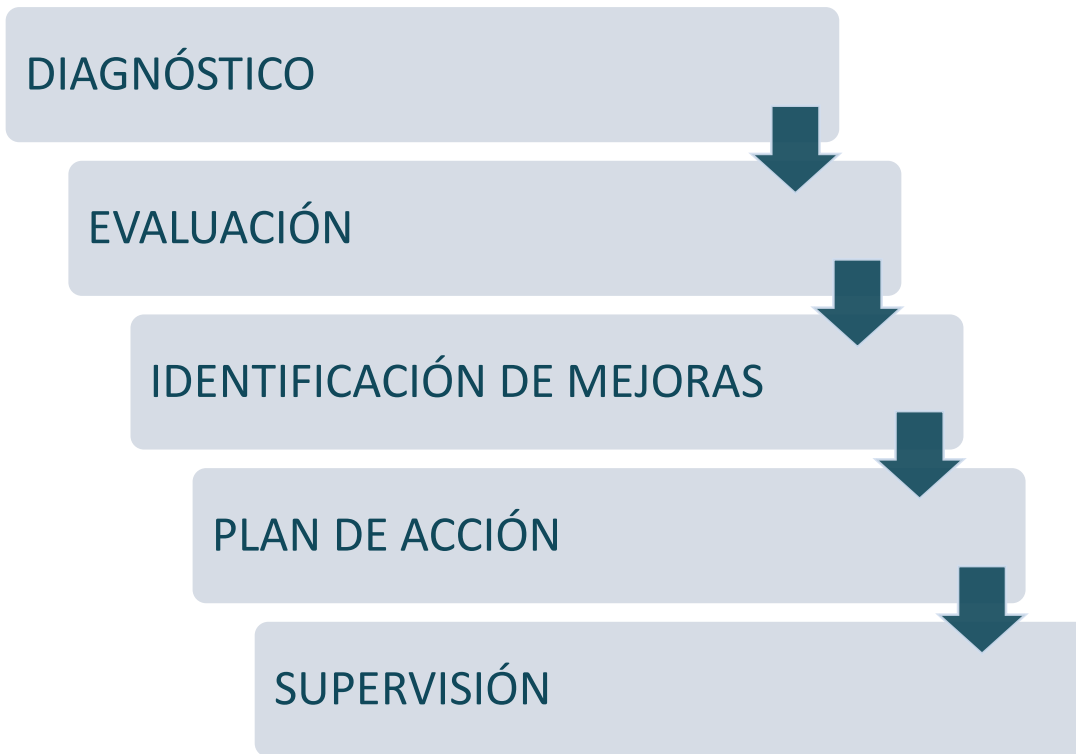 DIAGNÓSTICO
EVALUACIÓN
IDENTIFICACIÓN DE MEJORAS
PLAN DE ACCIÓN
SUPERVISIÓN